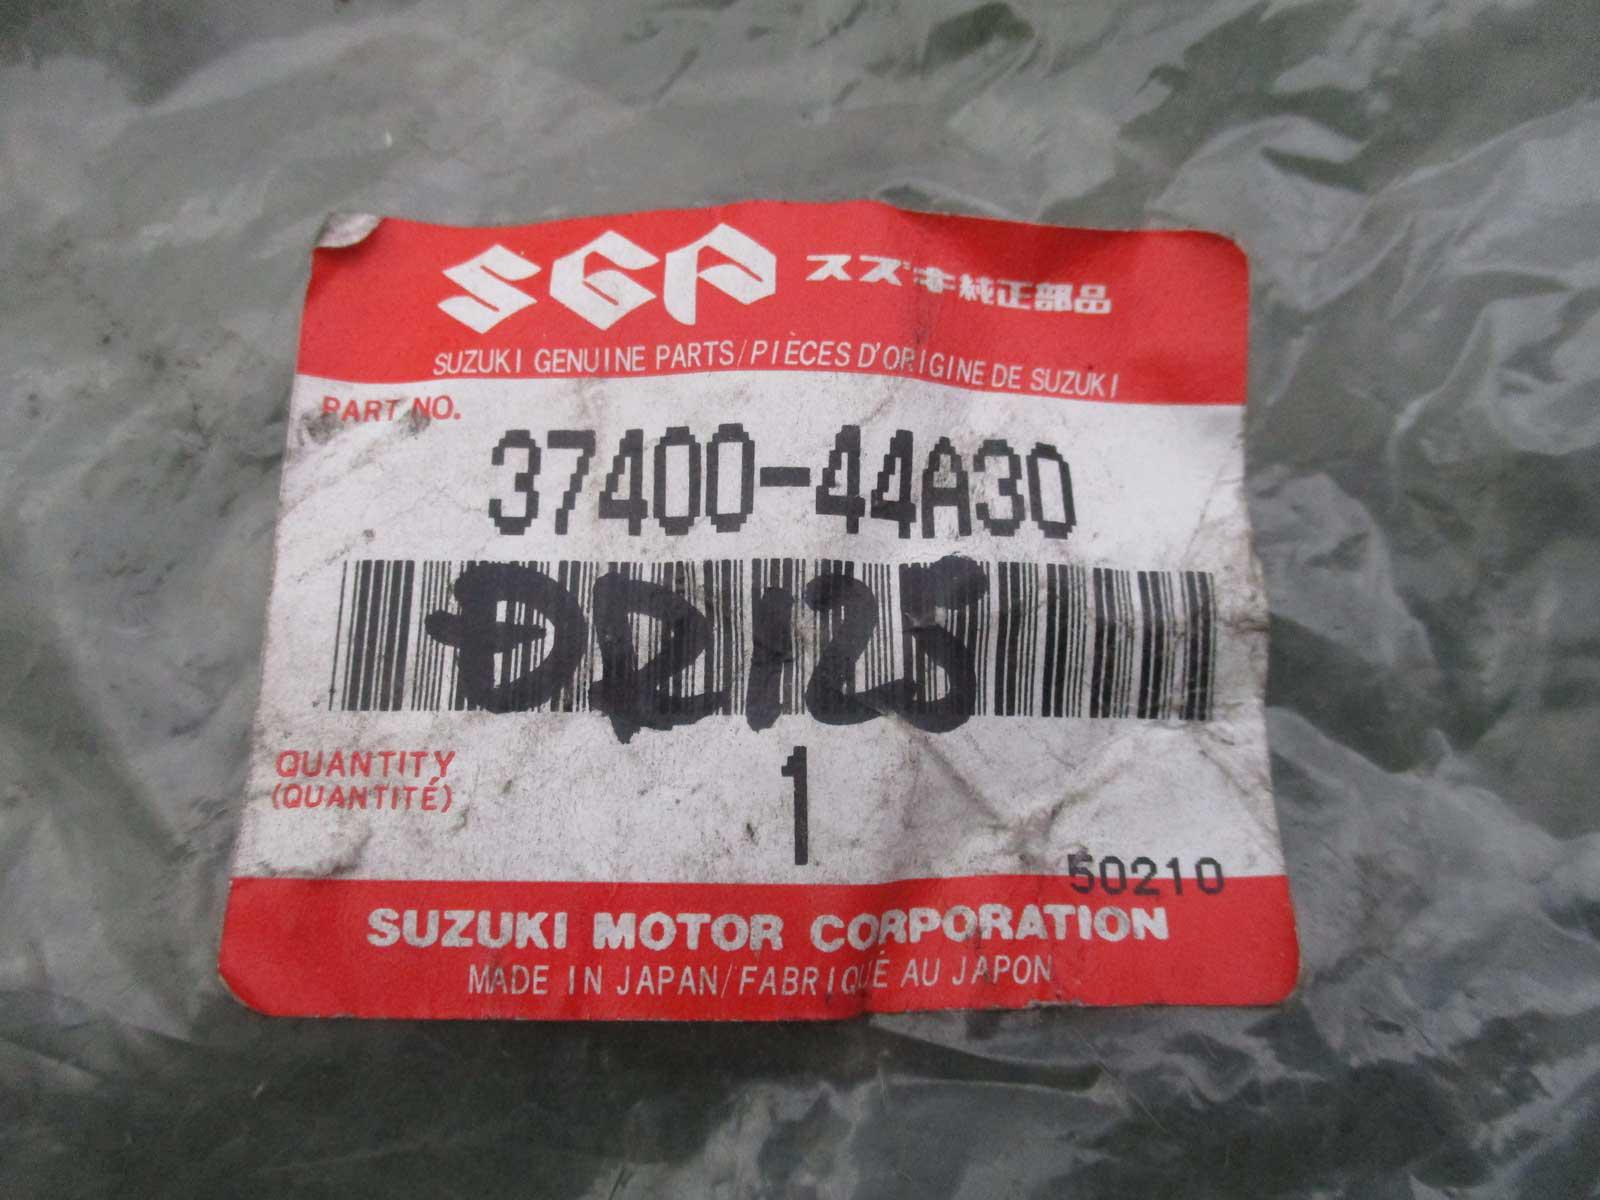 SGP スズキ純正部品
SUZUKI GENUINE PARTS/PIÈCES D'ORIGINE DE SUZUKI
PART NO.
37400-44A30
DR125
QUANTITY
(QUANTITÉ)
1
50210
SUZUKI MOTOR CORPORATION
MADE IN JAPAN/FABRIQUÉ AU JAPON